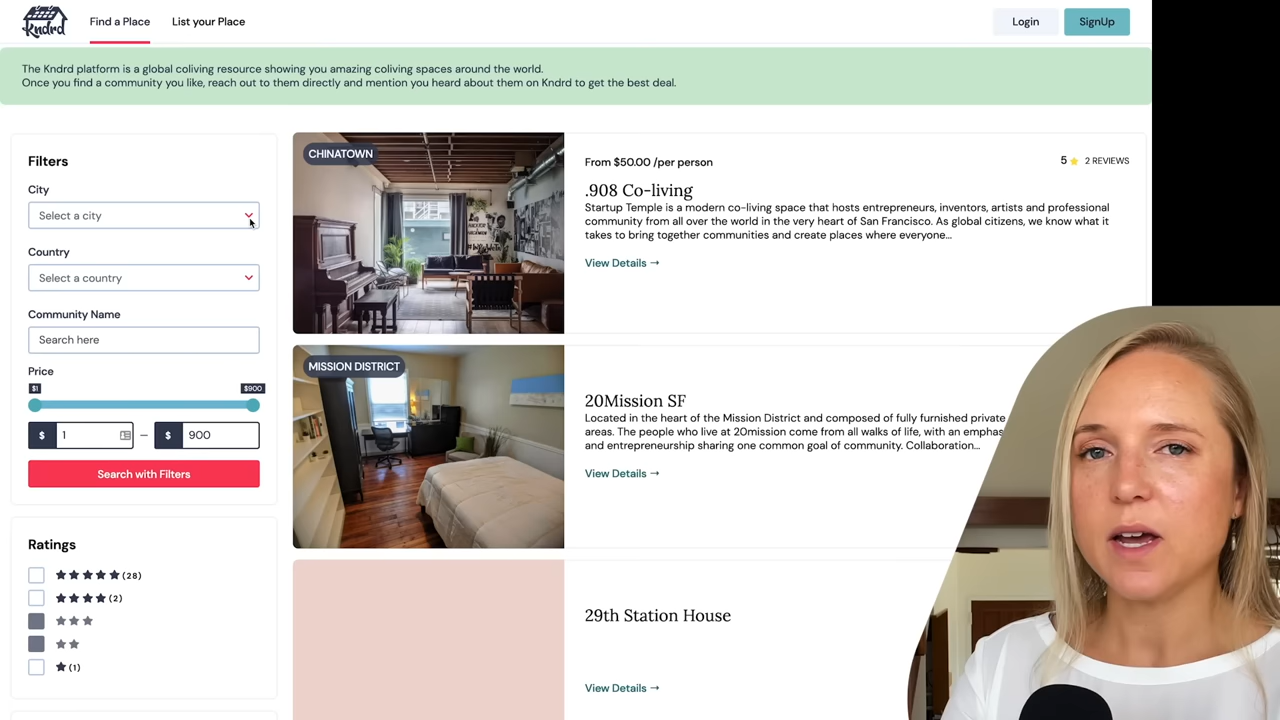 Kndrd
Find a Place
List your Place
Login
SignUp
The Kndrd platform is a global coliving resource showing you amazing coliving spaces around the world.
Once you find a community you like, reach out to them directly and mention you heard about them on Kndrd to get the best deal.
Filters
City
Select a city
Country
Select a country
Community Name
Search here
Price
$1
$900
$ 1 – $ 900
Search with Filters
Ratings
(28)
(2)
(1)
CHINATOWN
From $50.00 /per person
5 2 REVIEWS
.908 Co-living
Startup Temple is a modern co-living space that hosts entrepreneurs, inventors, artists and professional
community from all over the world in the very heart of San Francisco. As global citizens, we know what it
takes to bring together communities and create places where everyone...
View Details →
MISSION DISTRICT
20Mission SF
Located in the heart of the Mission District and composed of fully furnished private
areas. The people who live at 20mission come from all walks of life, with an emphas
and entrepreneurship sharing one common goal of community. Collaboration...
View Details →
29th Station House
View Details →